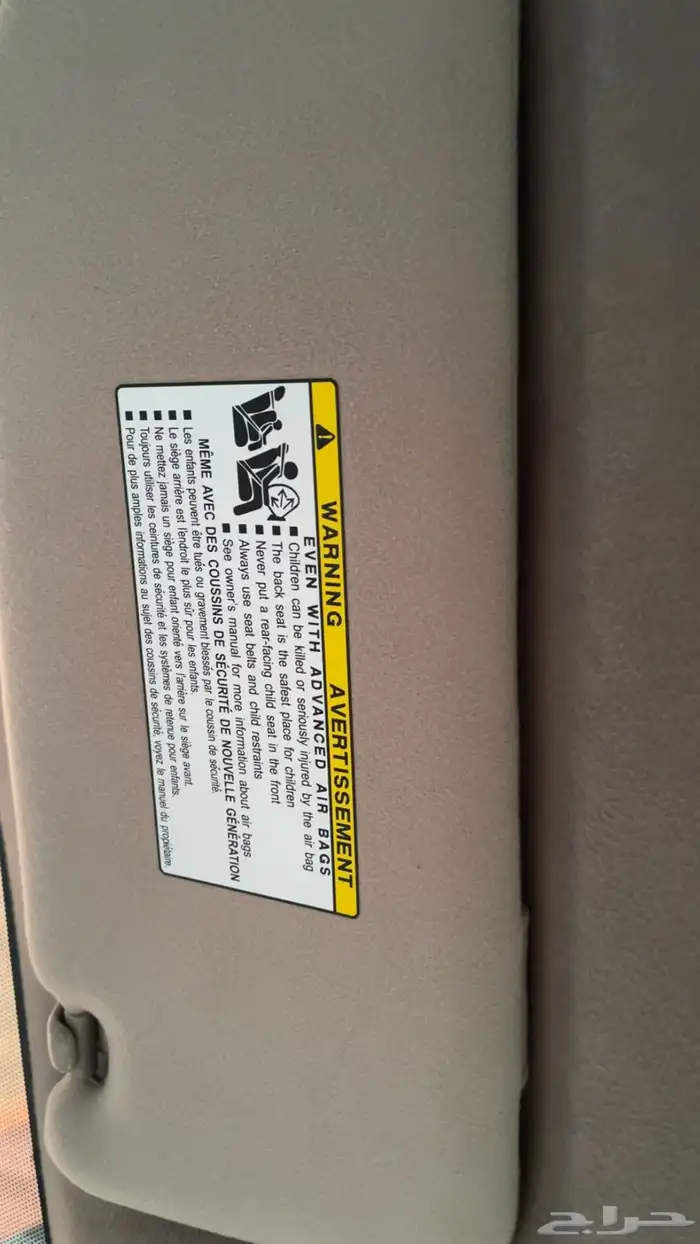 WARNING AVERTISSEMENT
EVEN WITH ADVANCED AIR BAGS
■ Children can be killed or seriously injured by the air bag
■ The back seat is the safest place for children
■ Never put a rear-facing child seat in the front
■ Always use seat belts and child restraints
■ See owner's manual for more information about air bags
MÊME AVEC DES COUSSINS DE SÉCURITÉ DE NOUVELLE GÉNÉRATION
■ Les enfants peuvent être tués ou gravement blessés par le coussin de sécurité.
■ Le siège arrière est l'endroit le plus sûr pour les enfants.
■ Ne mettez jamais un siège pour enfant orienté vers l'arrière sur le siège avant.
■ Toujours utiliser les ceintures de sécurité et les systèmes de retenue pour enfants.
■ Pour de plus amples informations au sujet des coussins de sécurité, voyez le manuel du propriétaire.
حراج